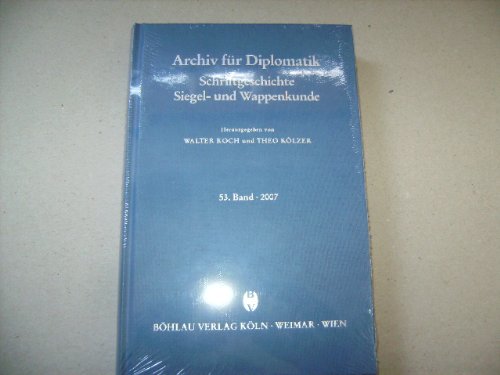 Archiv für Diplomatik
Schriftgeschichte
Siegel- und Wappenkunde
Herausgegeben von
WALTER KOCH und THEO KÖLZER
53. Band · 2007
B
V
BÖHLAU VERLAG KÖLN · WEIMAR · WIEN